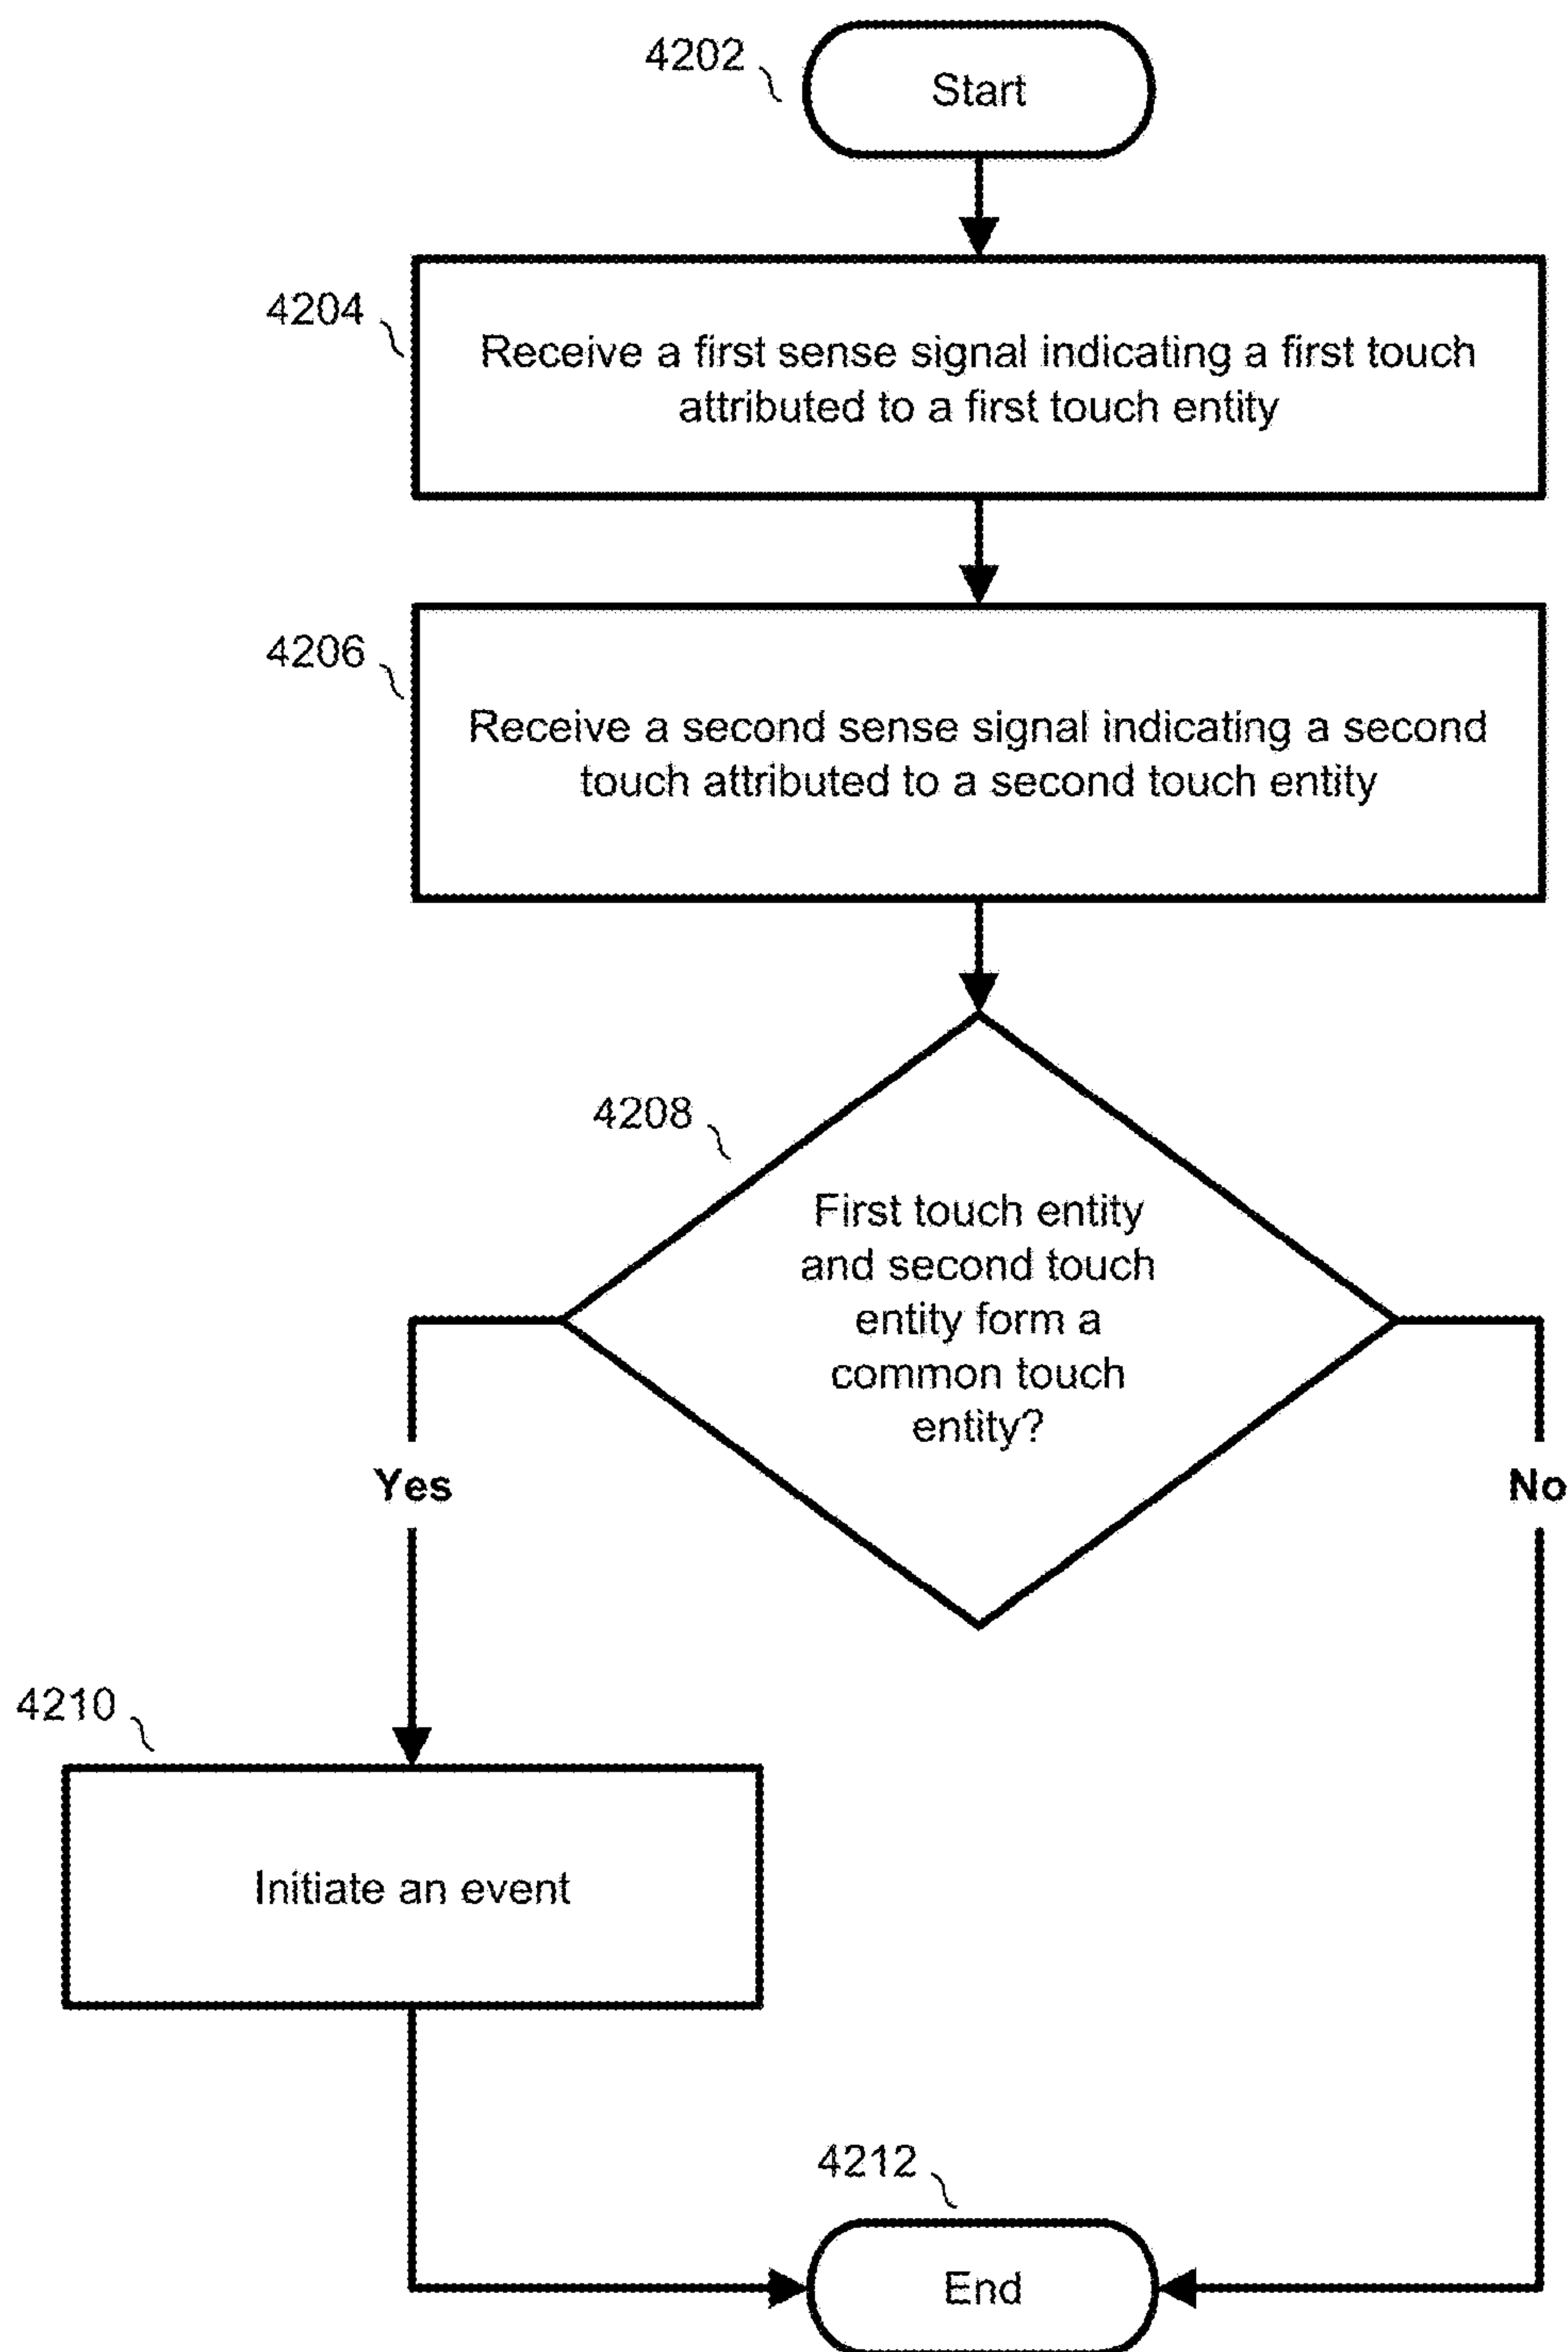 4202
Start
4204
Receive a first sense signal indicating a first touch
attributed to a first touch entity
4206
Receive a second sense signal indicating a second
touch attributed to a second touch entity
4208
First touch entity
and second touch
entity form a
common touch
entity?
Yes
No
4210
Initiate an event
4212
End